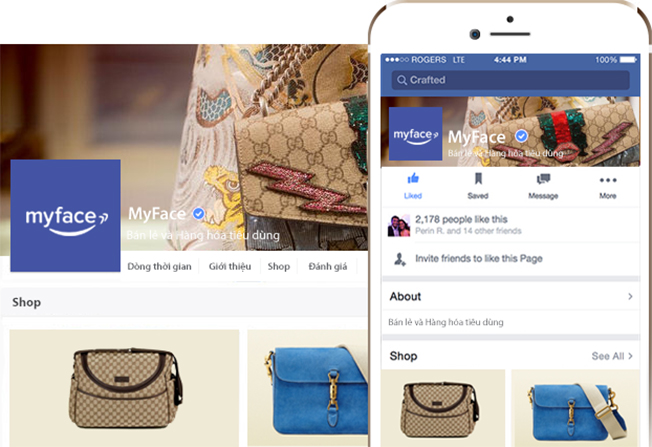 myface
MyFace
Bán lẻ và Hàng hóa tiêu dùng
Dòng thời gian
Giới thiệu
Shop
Đánh giá
Shop
ROGERS LTE
4:44 PM
100%
Crafted
myface
MyFace
Bán lẻ và Hàng hóa tiêu dùng
Liked
Saved
Message
More
2,178 people like this
Perin R. and 14 other friends
Invite friends to like this Page
About
Bán lẻ và Hàng hóa tiêu dùng
Shop
See All